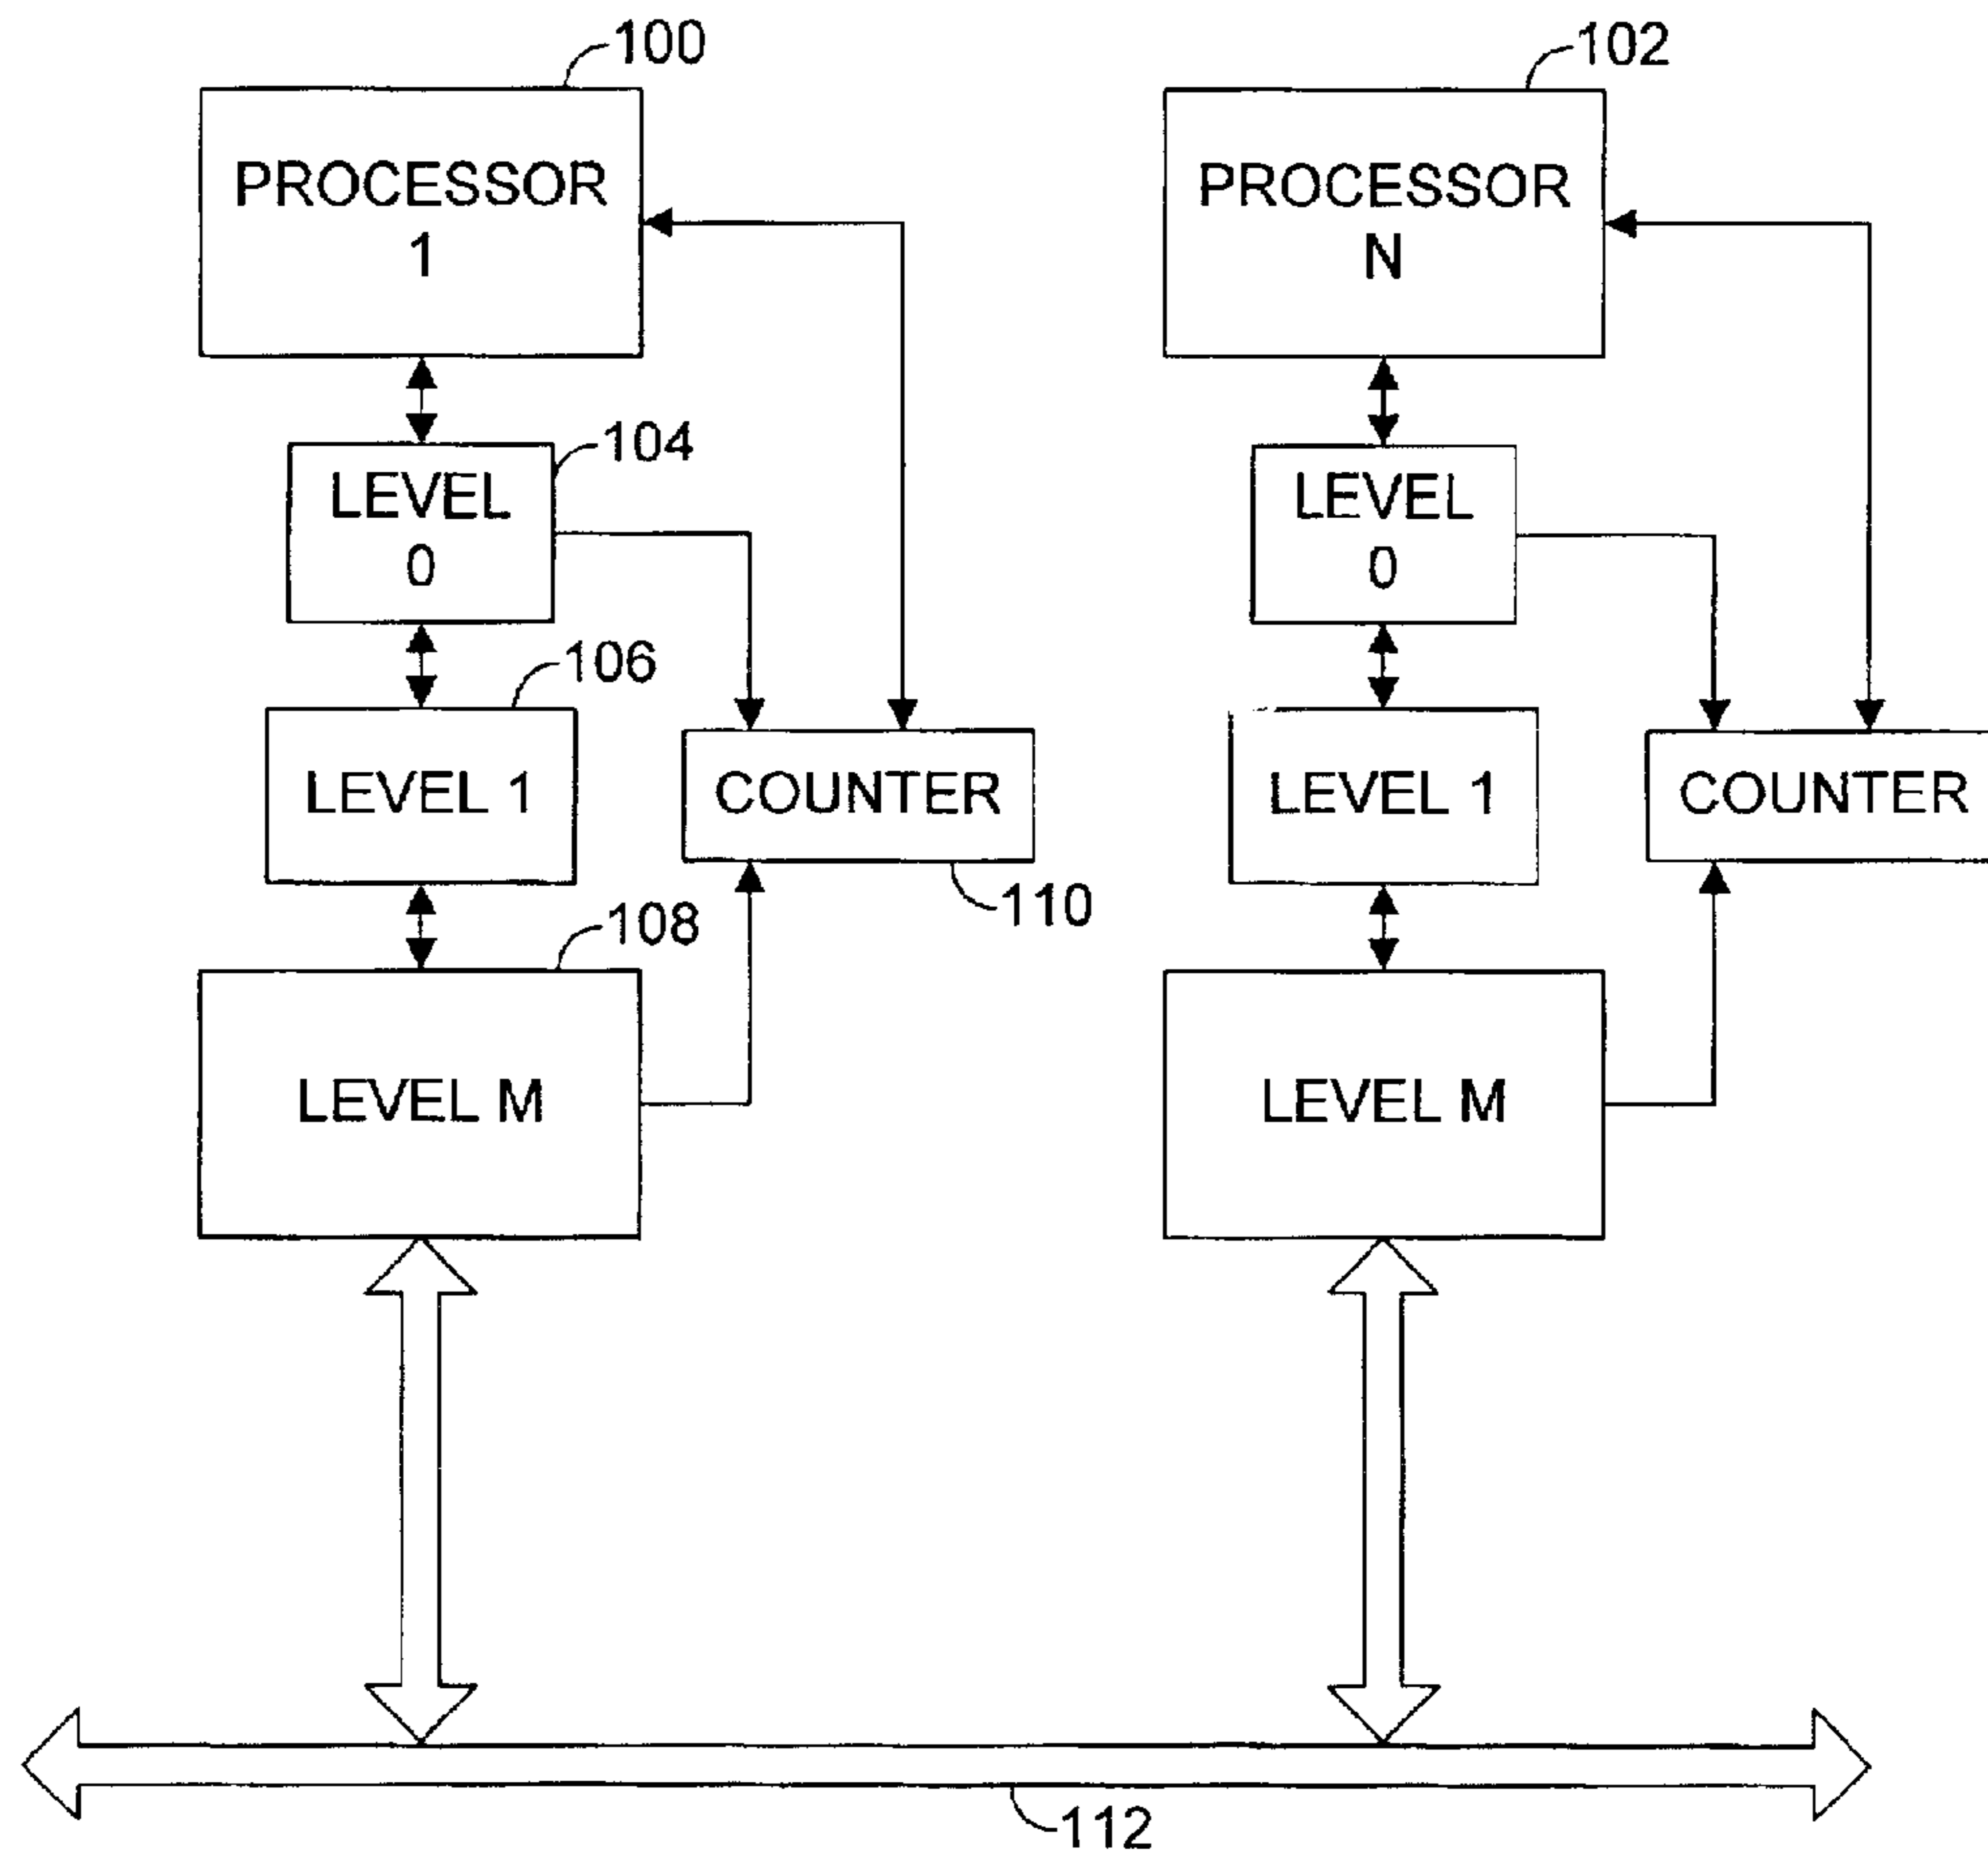 100
102
PROCESSOR
1
PROCESSOR
N
104
LEVEL
0
LEVEL
0
106
LEVEL 1
COUNTER
LEVEL 1
COUNTER
110
108
LEVEL M
LEVEL M
112